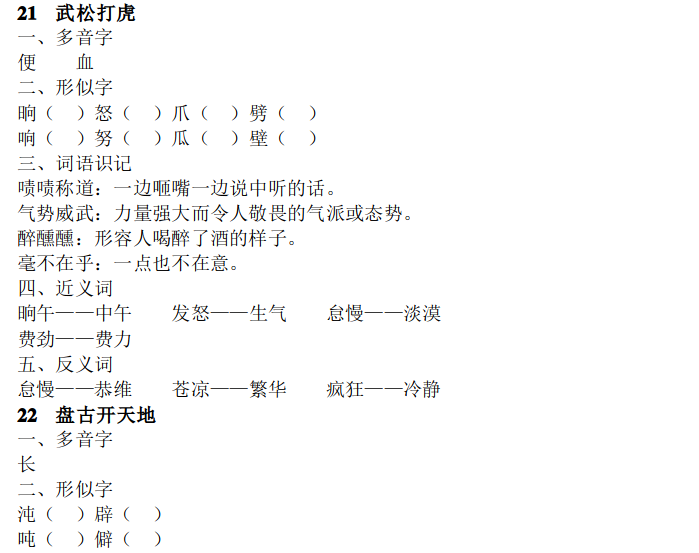 21 武松打虎
一、多音字
便 血
二、形似字
晌（ ）怒（ ）爪（ ）劈（ ）
响（ ）努（ ）瓜（ ）壁（ ）
三、词语识记
啧啧称道：一边咂嘴一边说中听的话。
气势威武：力量强大而令人敬畏的气派或态势。
醉醺醺：形容人喝醉了酒的样子。
毫不在乎：一点也不在意。
四、近义词
晌午——中午 发怒——生气 怠慢——淡漠
费劲——费力
五、反义词
怠慢——恭维 苍凉——繁华 疯狂——冷静
22 盘古开天地
一、多音字
长
二、形似字
沌（ ）辟（ ）
吨（ ）僻（ ）